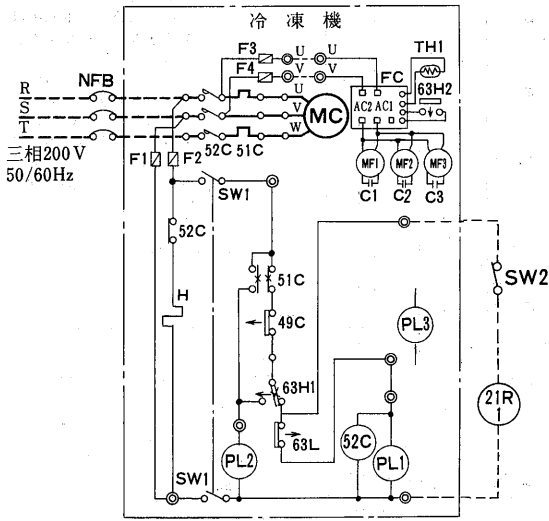 冷凍機
F3 U U TH1
F4 V V FC 63H2
NFB U
R
S V MC AC2 AC1
T W
三相200V F1 F2 52C 51C MF1 MF2 MF3
50/60Hz C1 C2 C3
SW1
52C
SW2
51C
H
49C PL3
63H1
21R
1
52C
63L
PL2 PL1
SW1